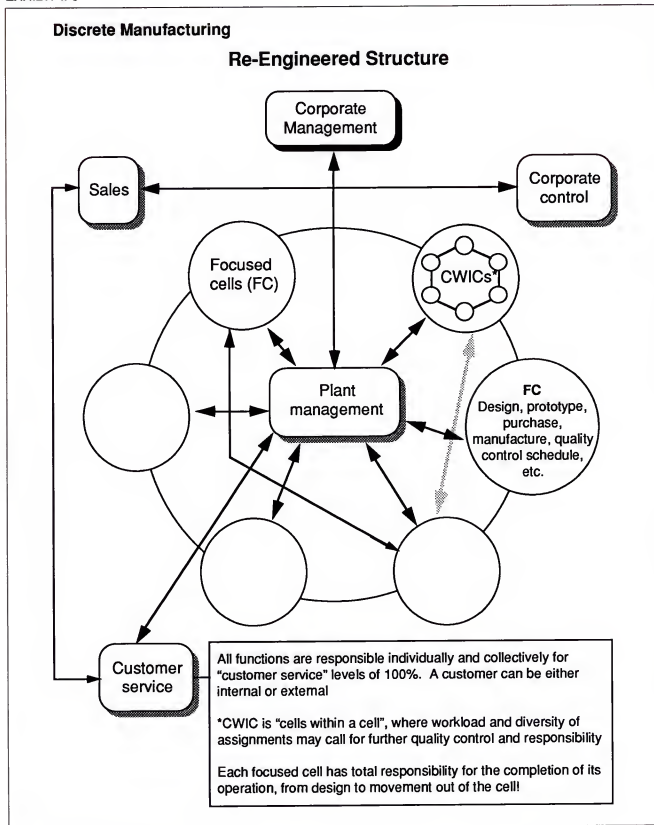 Discrete Manufacturing
Re-Engineered Structure
Corporate
Management
Sales
Corporate
control
Focused
cells (FC)
CWICs*
Plant
management
FC
Design, prototype,
purchase,
manufacture, quality
control schedule,
etc.
Customer
service
All functions are responsible individually and collectively for
"customer service" levels of 100%. A customer can be either
internal or external
*CWIC is "cells within a cell", where workload and diversity of
assignments may call for further quality control and responsibility
Each focused cell has total responsibility for the completion of its
operation, from design to movement out of the cell!